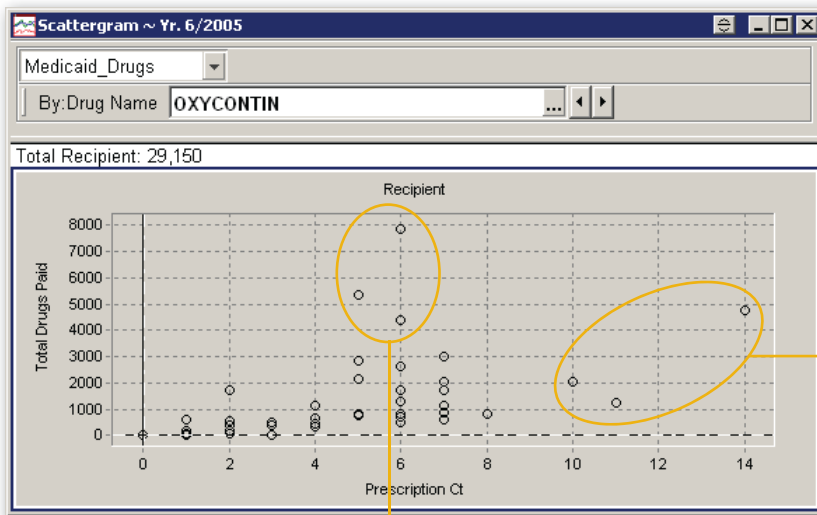 Scattergram ~ Yr. 6/2005
Medicaid_Drugs
By:Drug Name OXYCONTIN ...
Total Recipient: 29,150
Recipient
Total Drugs Paid
8000
7000
6000
5000
4000
3000
2000
1000
0
0 2 4 6 8 10 12 14
Prescription Ct